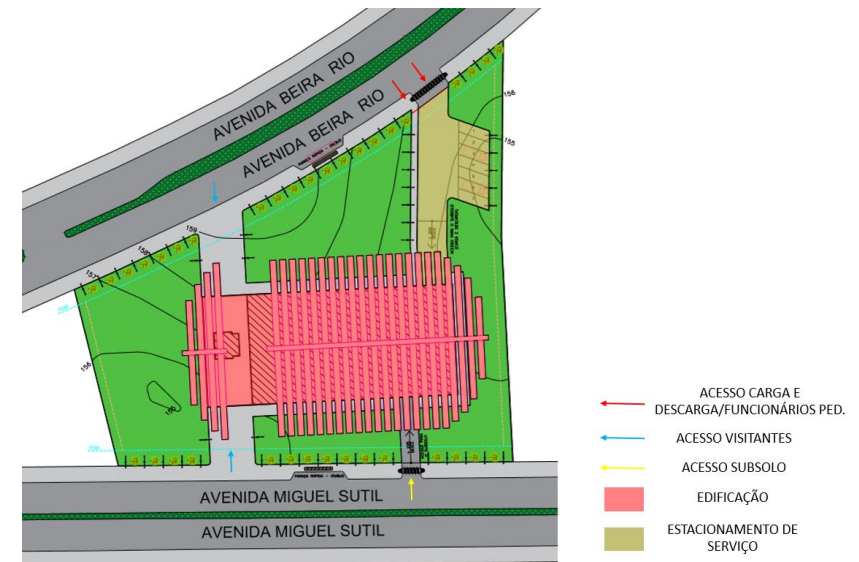 AVENIDA BEIRA RIO
AVENIDA BEIRA RIO
156
155
159
158
157
156
AVENIDA MIGUEL SUTIL
AVENIDA MIGUEL SUTIL
ACESSO CARGA E
DESCARGA/FUNCIONÁRIOS PED.
ACESSO VISITANTES
ACESSO SUBSOLO
EDIFICAÇÃO
ESTACIONAMENTO DE
SERVIÇO